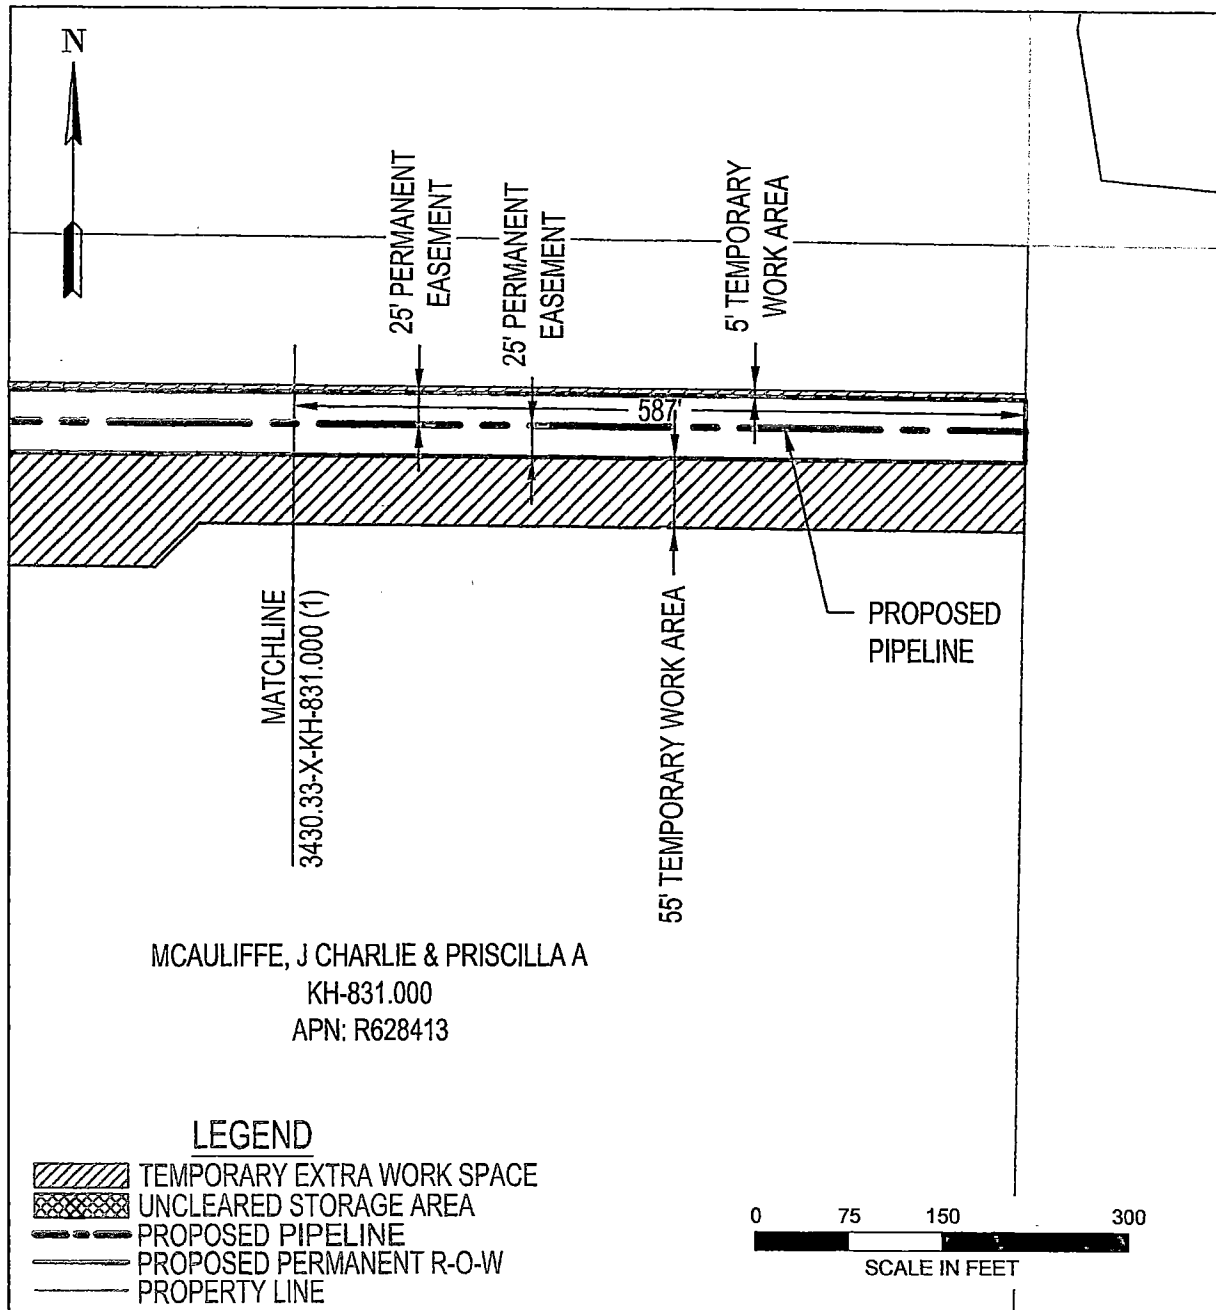 N
25' PERMANENT
EASEMENT
25' PERMANENT
EASEMENT
5' TEMPORARY
WORK AREA
587'
MATCHLINE
3430.33-X-KH-831.000 (1)
55' TEMPORARY WORK AREA
PROPOSED
PIPELINE
MCAULIFFE, J CHARLIE & PRISCILLA A
KH-831.000
APN: R628413
LEGEND
TEMPORARY EXTRA WORK SPACE
UNCLEARED STORAGE AREA
PROPOSED PIPELINE
PROPOSED PERMANENT R-O-W
PROPERTY LINE
0 75 150 300
SCALE IN FEET